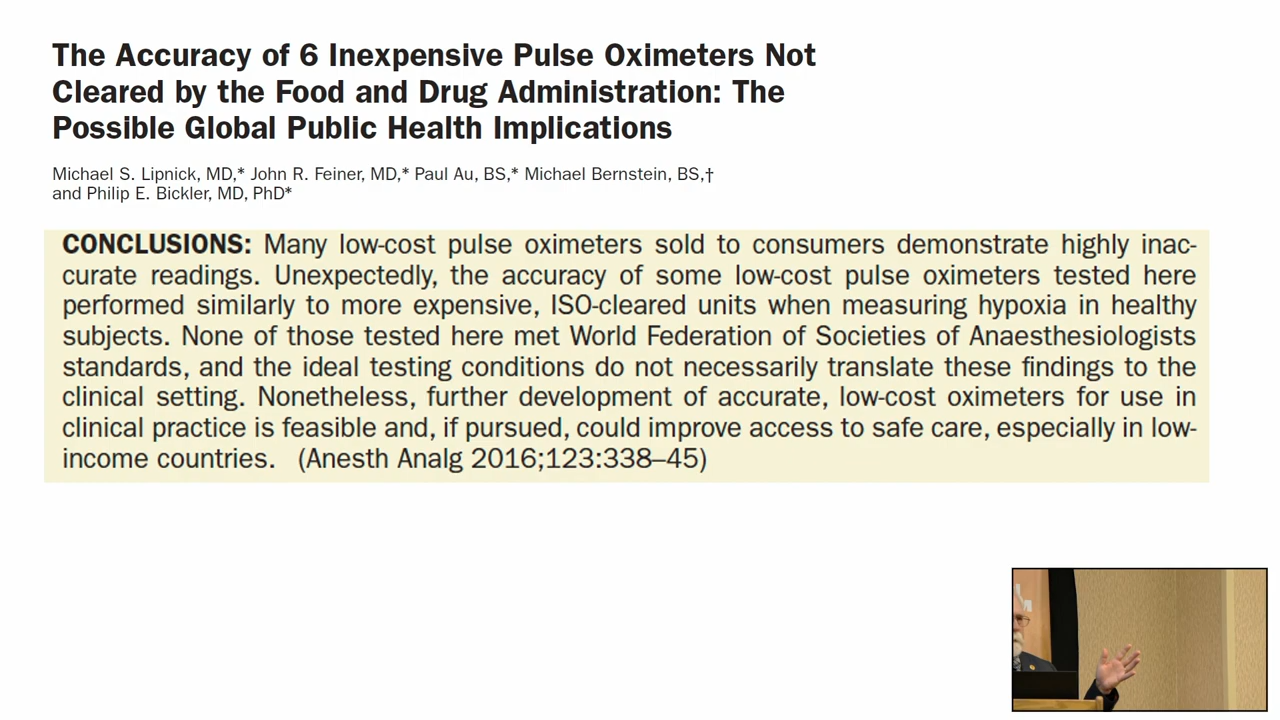 The Accuracy of 6 Inexpensive Pulse Oximeters Not
Cleared by the Food and Drug Administration: The
Possible Global Public Health Implications
Michael S. Lipnick, MD,* John R. Feiner, MD,* Paul Au, BS,* Michael Bernstein, BS,†
and Philip E. Bickler, MD, PhD*
CONCLUSIONS: Many low-cost pulse oximeters sold to consumers demonstrate highly inac-
curate readings. Unexpectedly, the accuracy of some low-cost pulse oximeters tested here
performed similarly to more expensive, ISO-cleared units when measuring hypoxia in healthy
subjects. None of those tested here met World Federation of Societies of Anaesthesiologists
standards, and the ideal testing conditions do not necessarily translate these findings to the
clinical setting. Nonetheless, further development of accurate, low-cost oximeters for use in
clinical practice is feasible and, if pursued, could improve access to safe care, especially in low-
income countries. (Anesth Analg 2016;123:338–45)